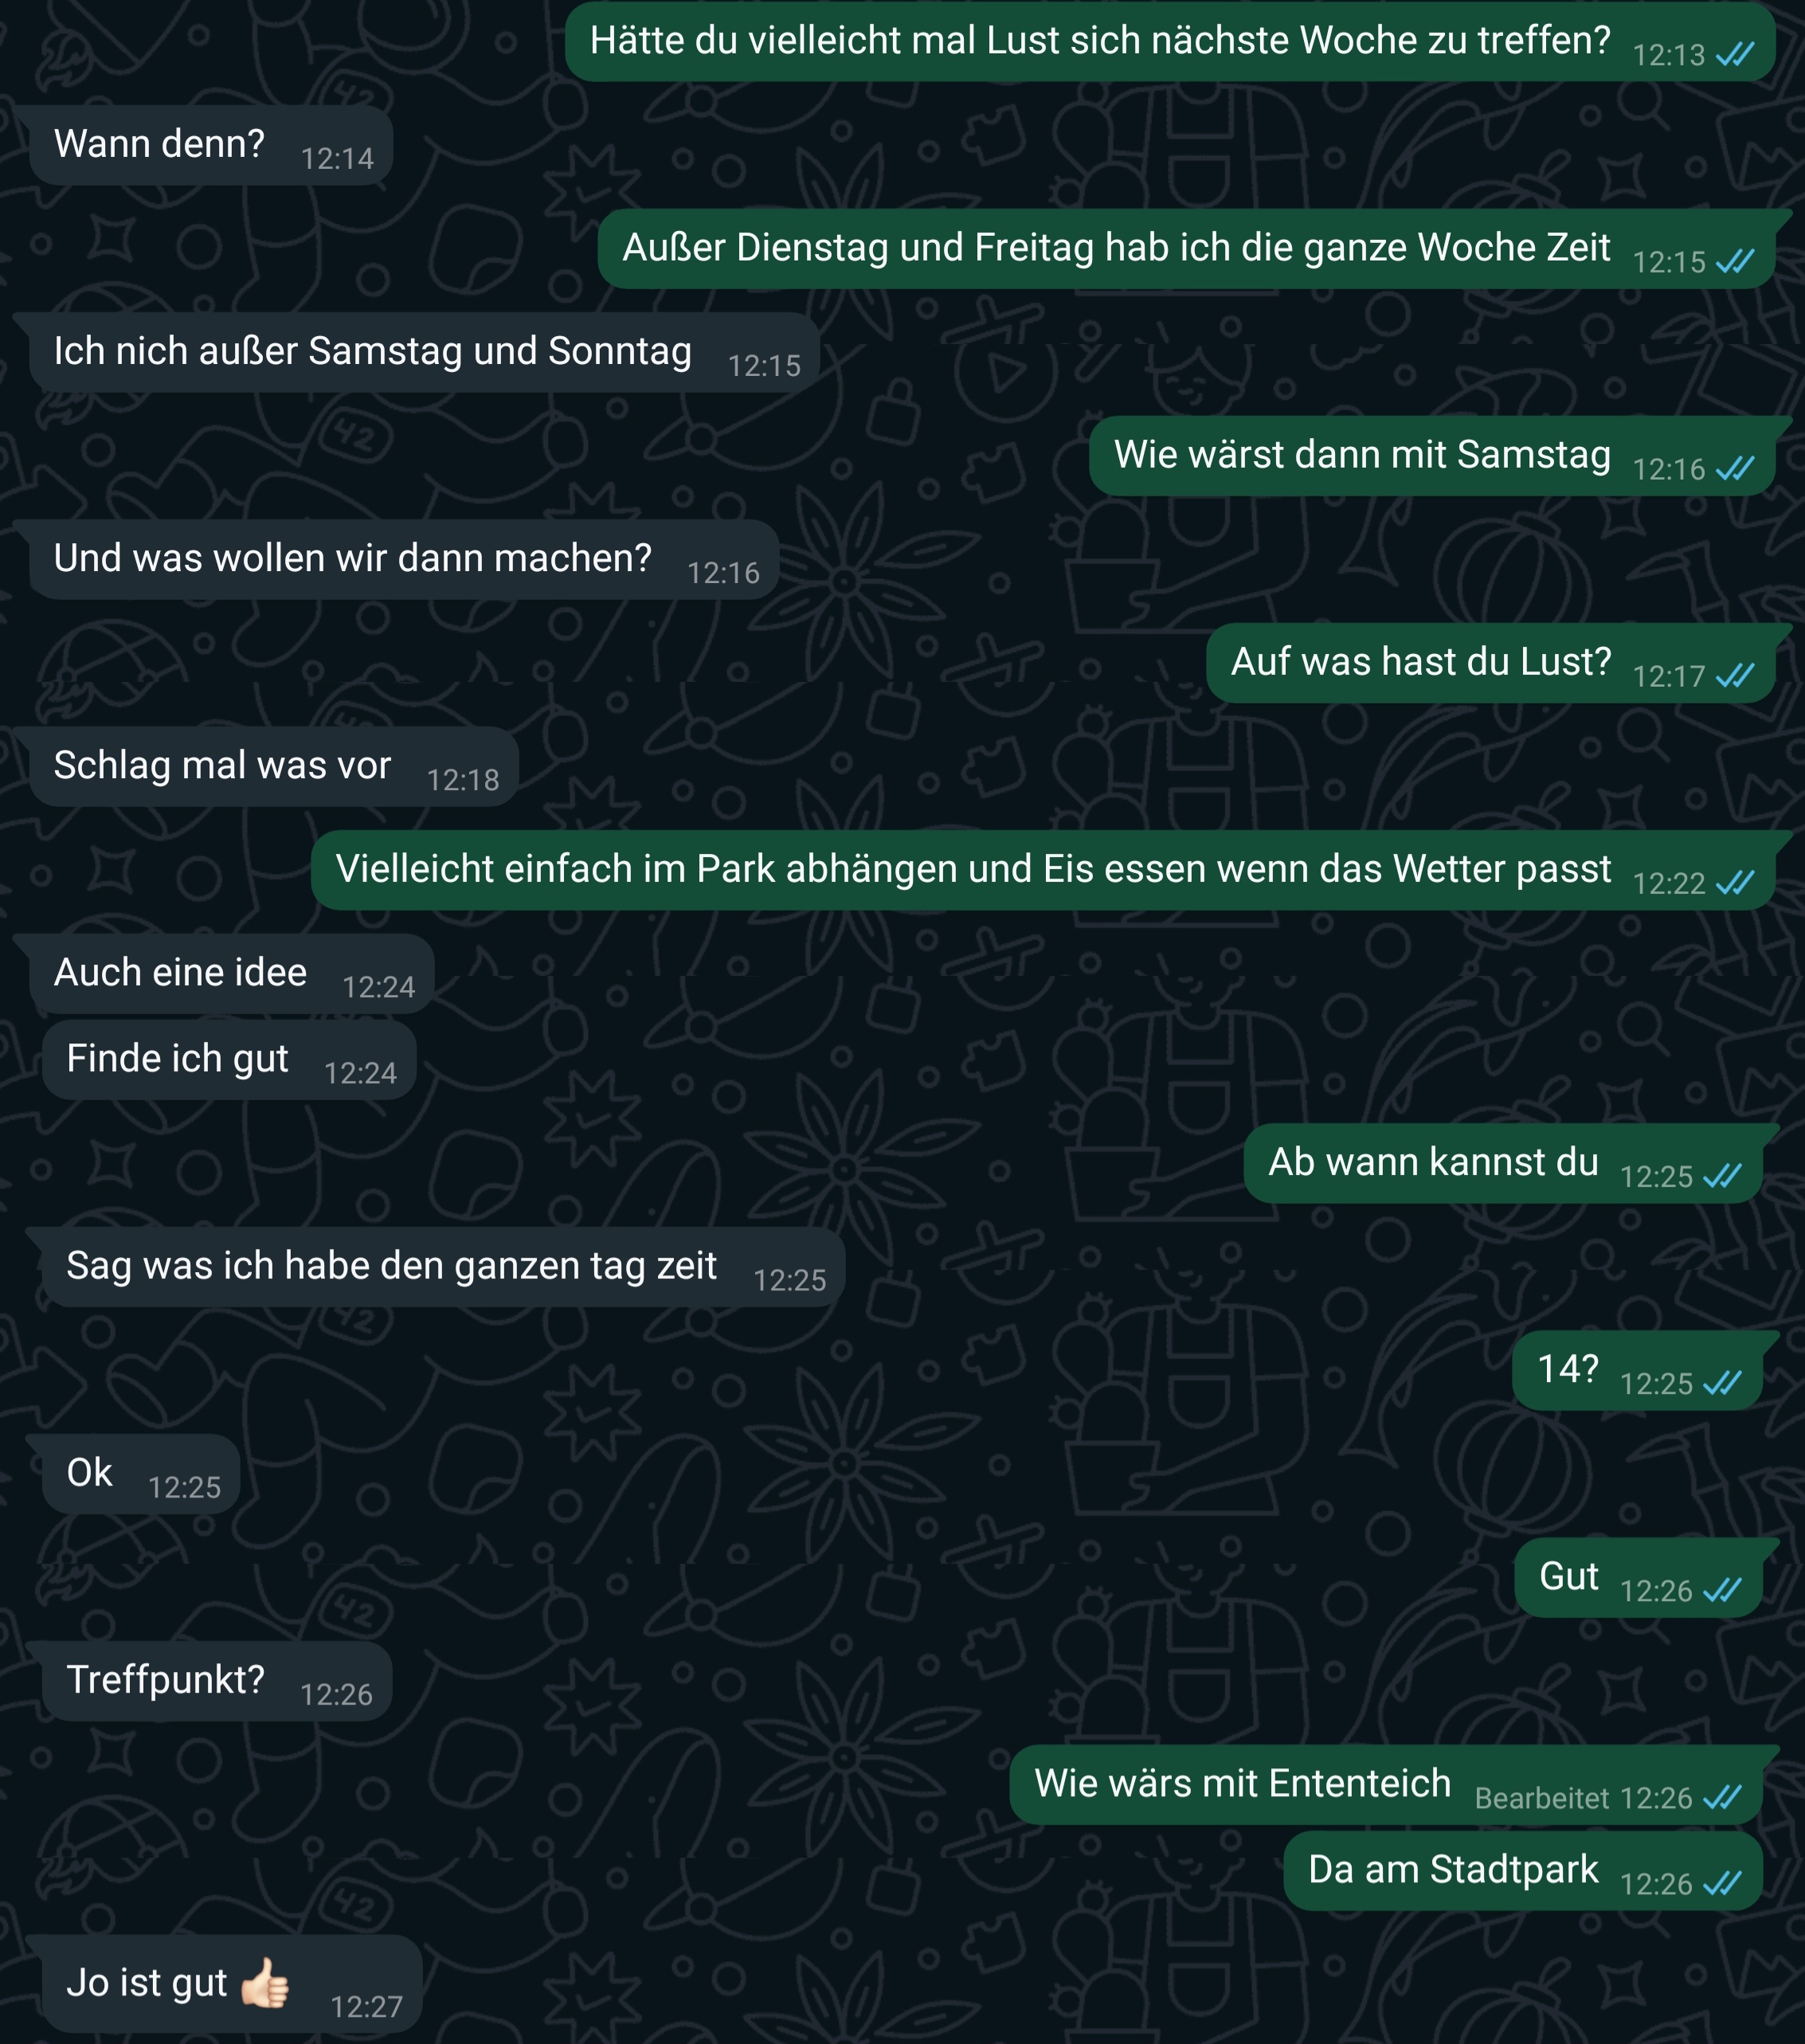 Hätte du vielleicht mal Lust sich nächste Woche zu treffen? 12:13
Wann denn? 12:14
Außer Dienstag und Freitag hab ich die ganze Woche Zeit 12:15
Ich nich außer Samstag und Sonntag 12:15
Wie wärst dann mit Samstag 12:16
Und was wollen wir dann machen? 12:16
Auf was hast du Lust? 12:17
Schlag mal was vor 12:18
Vielleicht einfach im Park abhängen und Eis essen wenn das Wetter passt 12:22
Auch eine idee 12:24
Finde ich gut 12:24
Ab wann kannst du 12:25
Sag was ich habe den ganzen tag zeit 12:25
14? 12:25
Ok 12:25
Gut 12:26
Treffpunkt? 12:26
Wie wärs mit Ententeich Bearbeitet 12:26
Da am Stadtpark 12:26
Jo ist gut 👍🏻 12:27